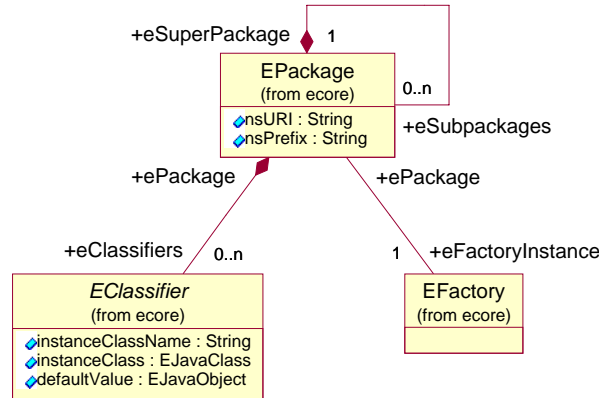 +eSuperPackage 1
EPackage
(from ecore)
0..n
nsURI : String
nsPrefix : String
+eSubpackages
+ePackage
+ePackage
+eClassifiers 0..n
1 +eFactoryInstance
EClassifier
(from ecore)
instanceClassName : String
instanceClass : EJavaClass
defaultValue : EJavaObject
EFactory
(from ecore)